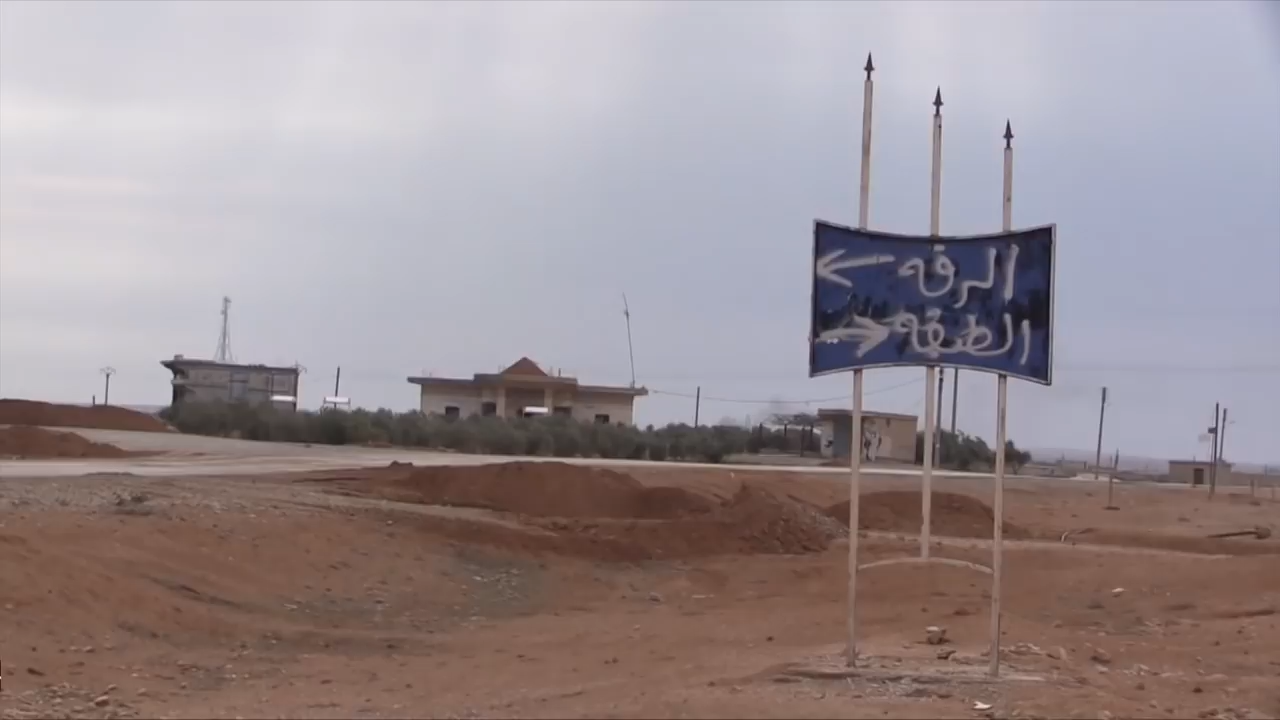 الرقه ←
الطبقه →